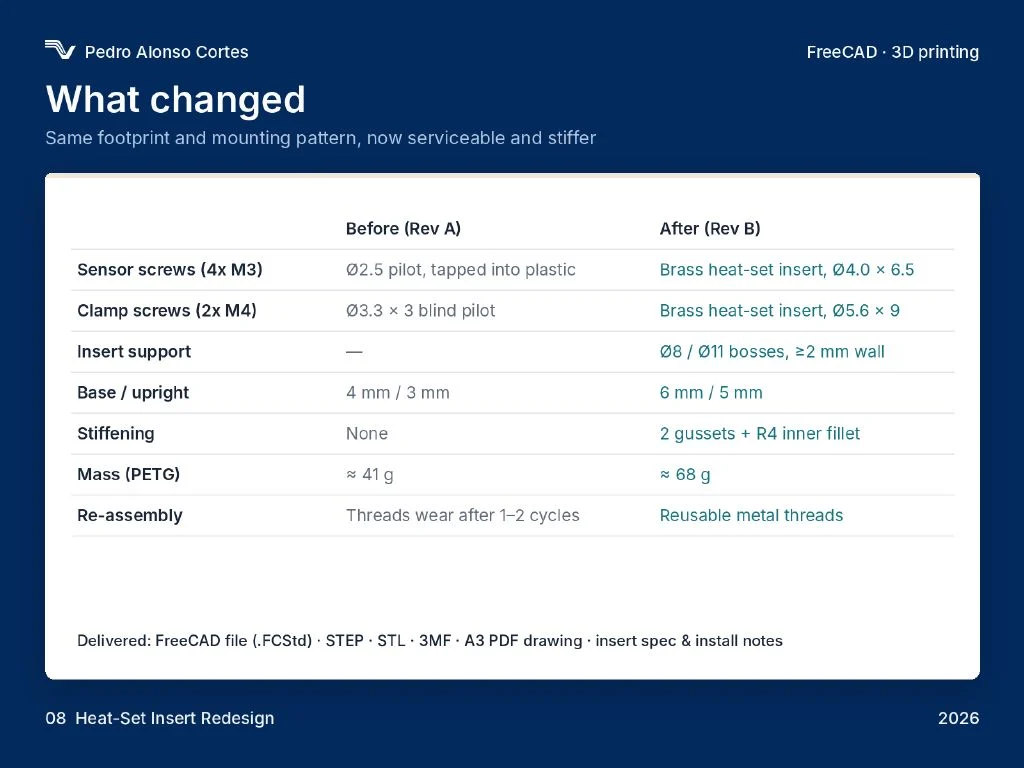 Pedro Alonso Cortes
FreeCAD · 3D printing
What changed
Same footprint and mounting pattern, now serviceable and stiffer
Before (Rev A) After (Rev B)
Sensor screws (4x M3) Ø2.5 pilot, tapped into plastic Brass heat-set insert, Ø4.0 × 6.5
Clamp screws (2x M4) Ø3.3 × 3 blind pilot Brass heat-set insert, Ø5.6 × 9
Insert support — Ø8 / Ø11 bosses, ≥2 mm wall
Base / upright 4 mm / 3 mm 6 mm / 5 mm
Stiffening None 2 gussets + R4 inner fillet
Mass (PETG) ≈ 41 g ≈ 68 g
Re-assembly Threads wear after 1–2 cycles Reusable metal threads
Delivered: FreeCAD file (.FCStd) · STEP · STL · 3MF · A3 PDF drawing · insert spec & install notes
08 Heat-Set Insert Redesign
2026